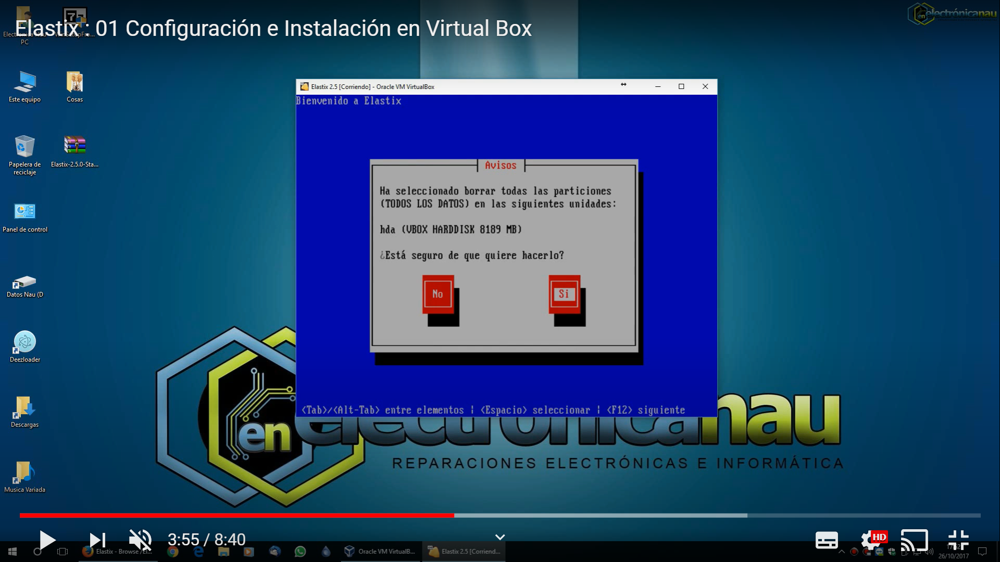 Elastix : 01 Configuración e Instalación en Virtual Box
electrónicanau
PC
Este equipo
Cosas
Papelera de
reciclaje
Elastix-2.5.0-Sta...
Panel de control
Datos Nau (D
Deezloader
Descargas
Musica Variada
Elastix 2.5 [Corriendo] - Oracle VM VirtualBox
Bienvenido a Elastix
Avisos
Ha seleccionado borrar todas las particiones
(TODOS LOS DATOS) en las siguientes unidades:
hda (VBOX HARDDISK 8189 MB)
¿Está seguro de que quiere hacerlo?
No
Si
<Tab>/<Alt-Tab> entre elementos | <Espacio> seleccionar | <F12> siguiente
en electrónicanau
REPARACIONES ELECTRÓNICAS E INFORMÁTICA
3:55 / 8:40
HD
Elastix - Browse /El...
Oracle VM VirtualB...
Elastix 2.5 [Corriend...
26/10/2017